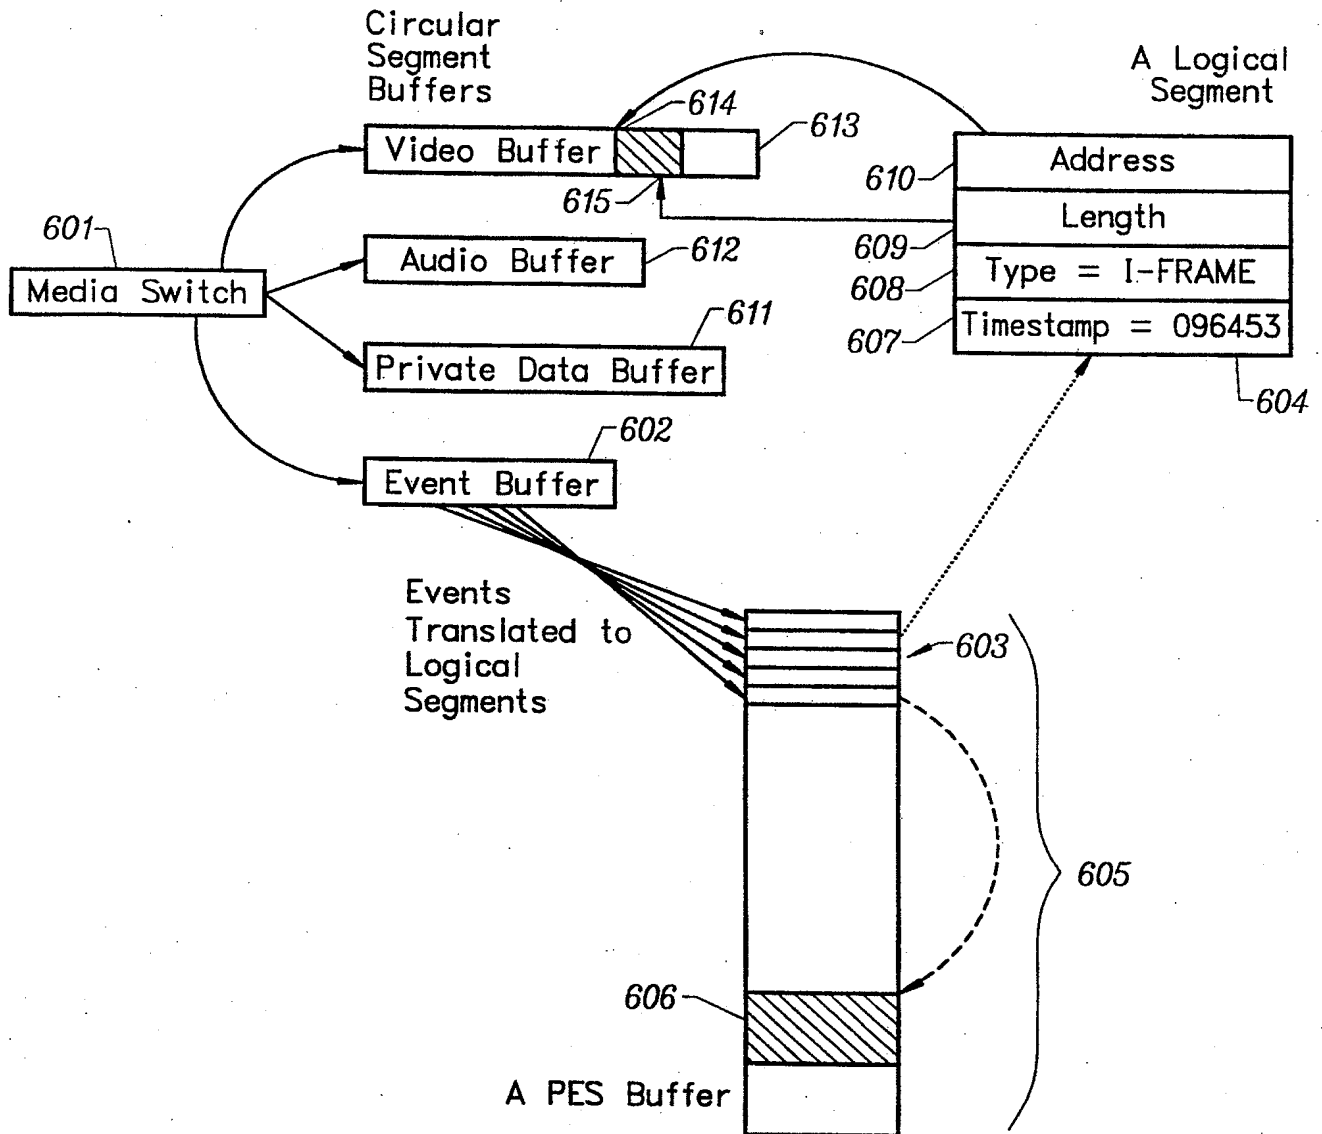 Circular
Segment
Buffers
A Logical
Segment
614
613
Video Buffer
615
610
Address
609
Length
608
Type = I-FRAME
607
Timestamp = 096453
604
601
Media Switch
Audio Buffer
612
611
Private Data Buffer
602
Event Buffer
Events
Translated to
Logical
Segments
603
605
606
A PES Buffer